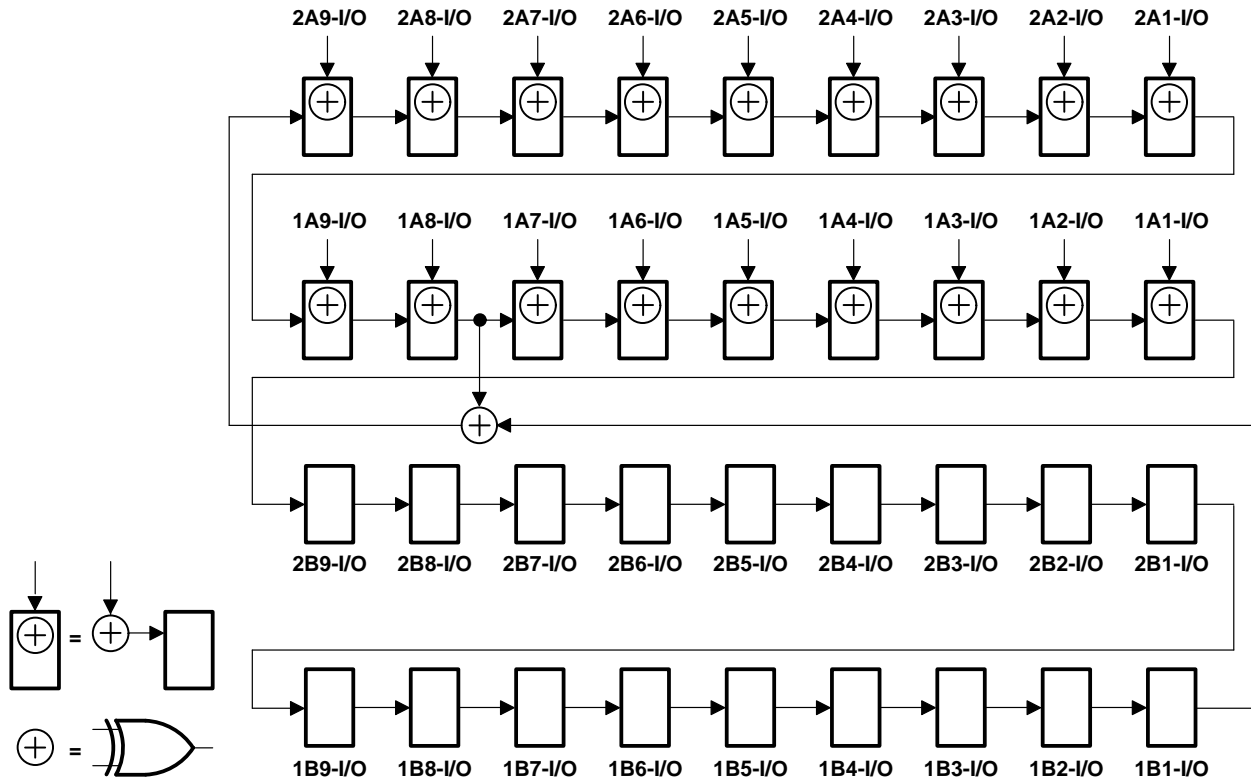 2A9-I/O 2A8-I/O 2A7-I/O 2A6-I/O 2A5-I/O 2A4-I/O 2A3-I/O 2A2-I/O 2A1-I/O
1A9-I/O 1A8-I/O 1A7-I/O 1A6-I/O 1A5-I/O 1A4-I/O 1A3-I/O 1A2-I/O 1A1-I/O
2B9-I/O 2B8-I/O 2B7-I/O 2B6-I/O 2B5-I/O 2B4-I/O 2B3-I/O 2B2-I/O 2B1-I/O
=
=
1B9-I/O 1B8-I/O 1B7-I/O 1B6-I/O 1B5-I/O 1B4-I/O 1B3-I/O 1B2-I/O 1B1-I/O